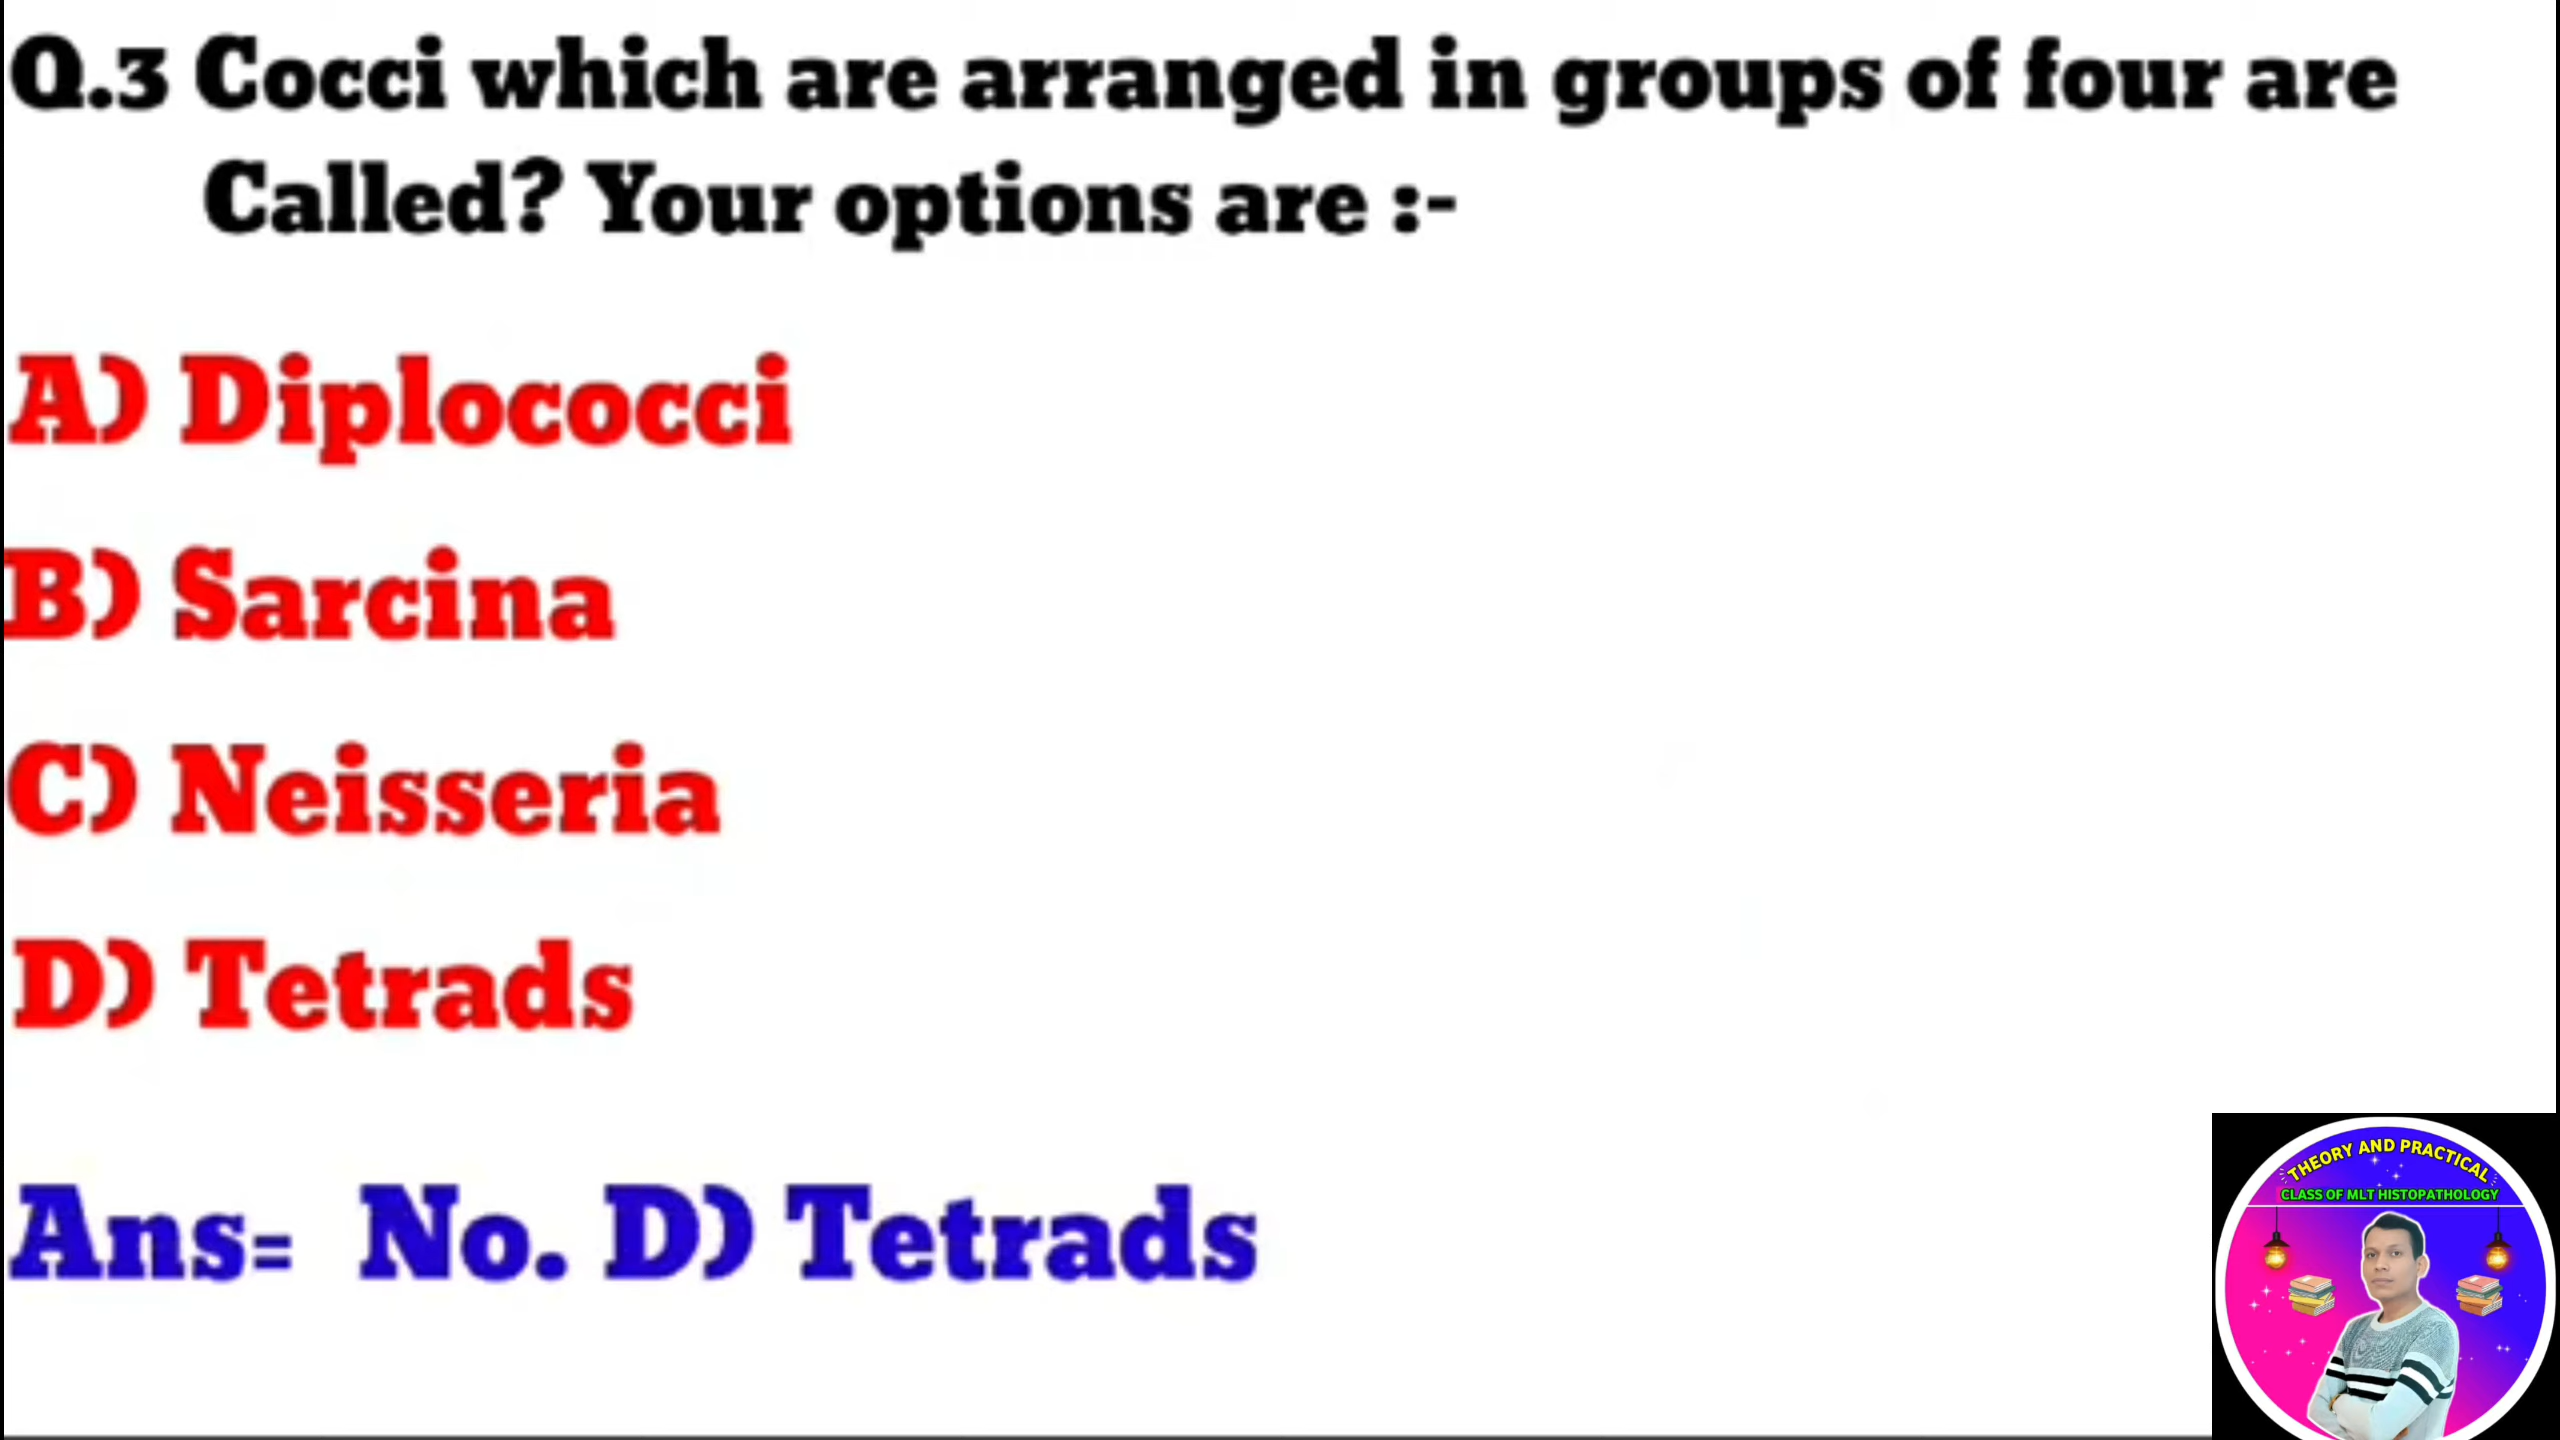 Q.3 Cocci which are arranged in groups of four are
Called? Your options are :-
A) Diplococci
B) Sarcina
C) Neisseria
D) Tetrads
Ans= No. D) Tetrads
THEORY AND PRACTICAL
CLASS OF MLT HISTOPATHOLOGY